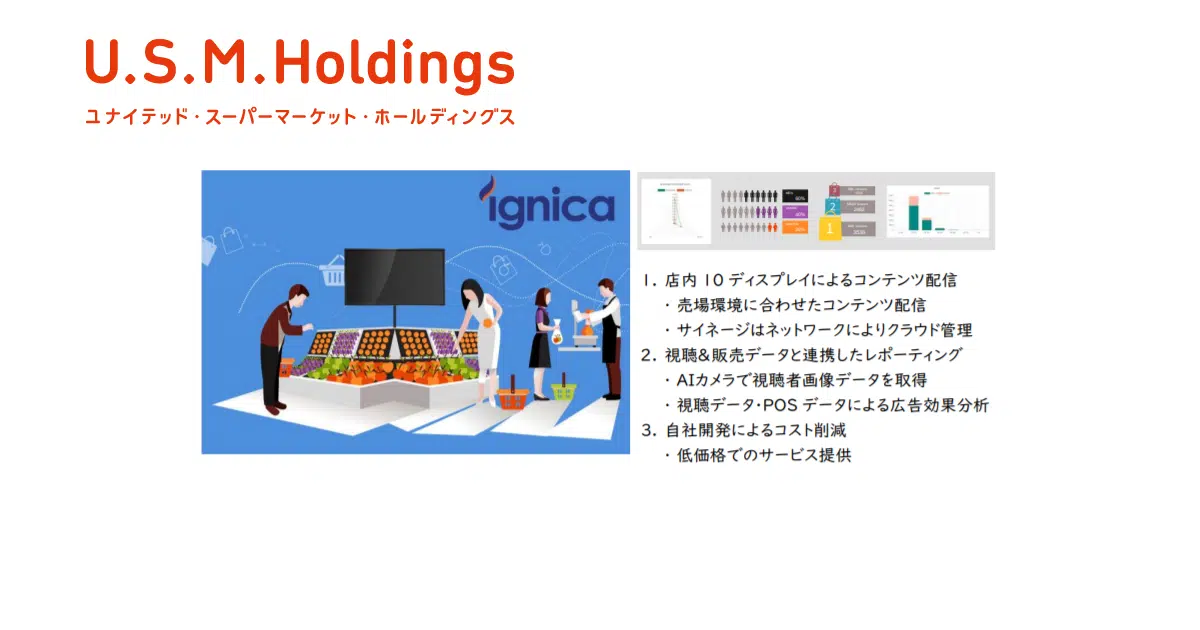 U.S.M.Holdings
ユナイテッド・スーパーマーケット・ホールディングス
ignica
1. 店内 10 ディスプレイによるコンテンツ配信
・売場環境に合わせたコンテンツ配信
・サイネージはネットワークによりクラウド管理
2. 視聴&販売データと連携したレポーティング
・AIカメラで視聴者画像データを取得
・視聴データ・POS データによる広告効果分析
3. 自社開発によるコスト削減
・低価格でのサービス提供
1
2